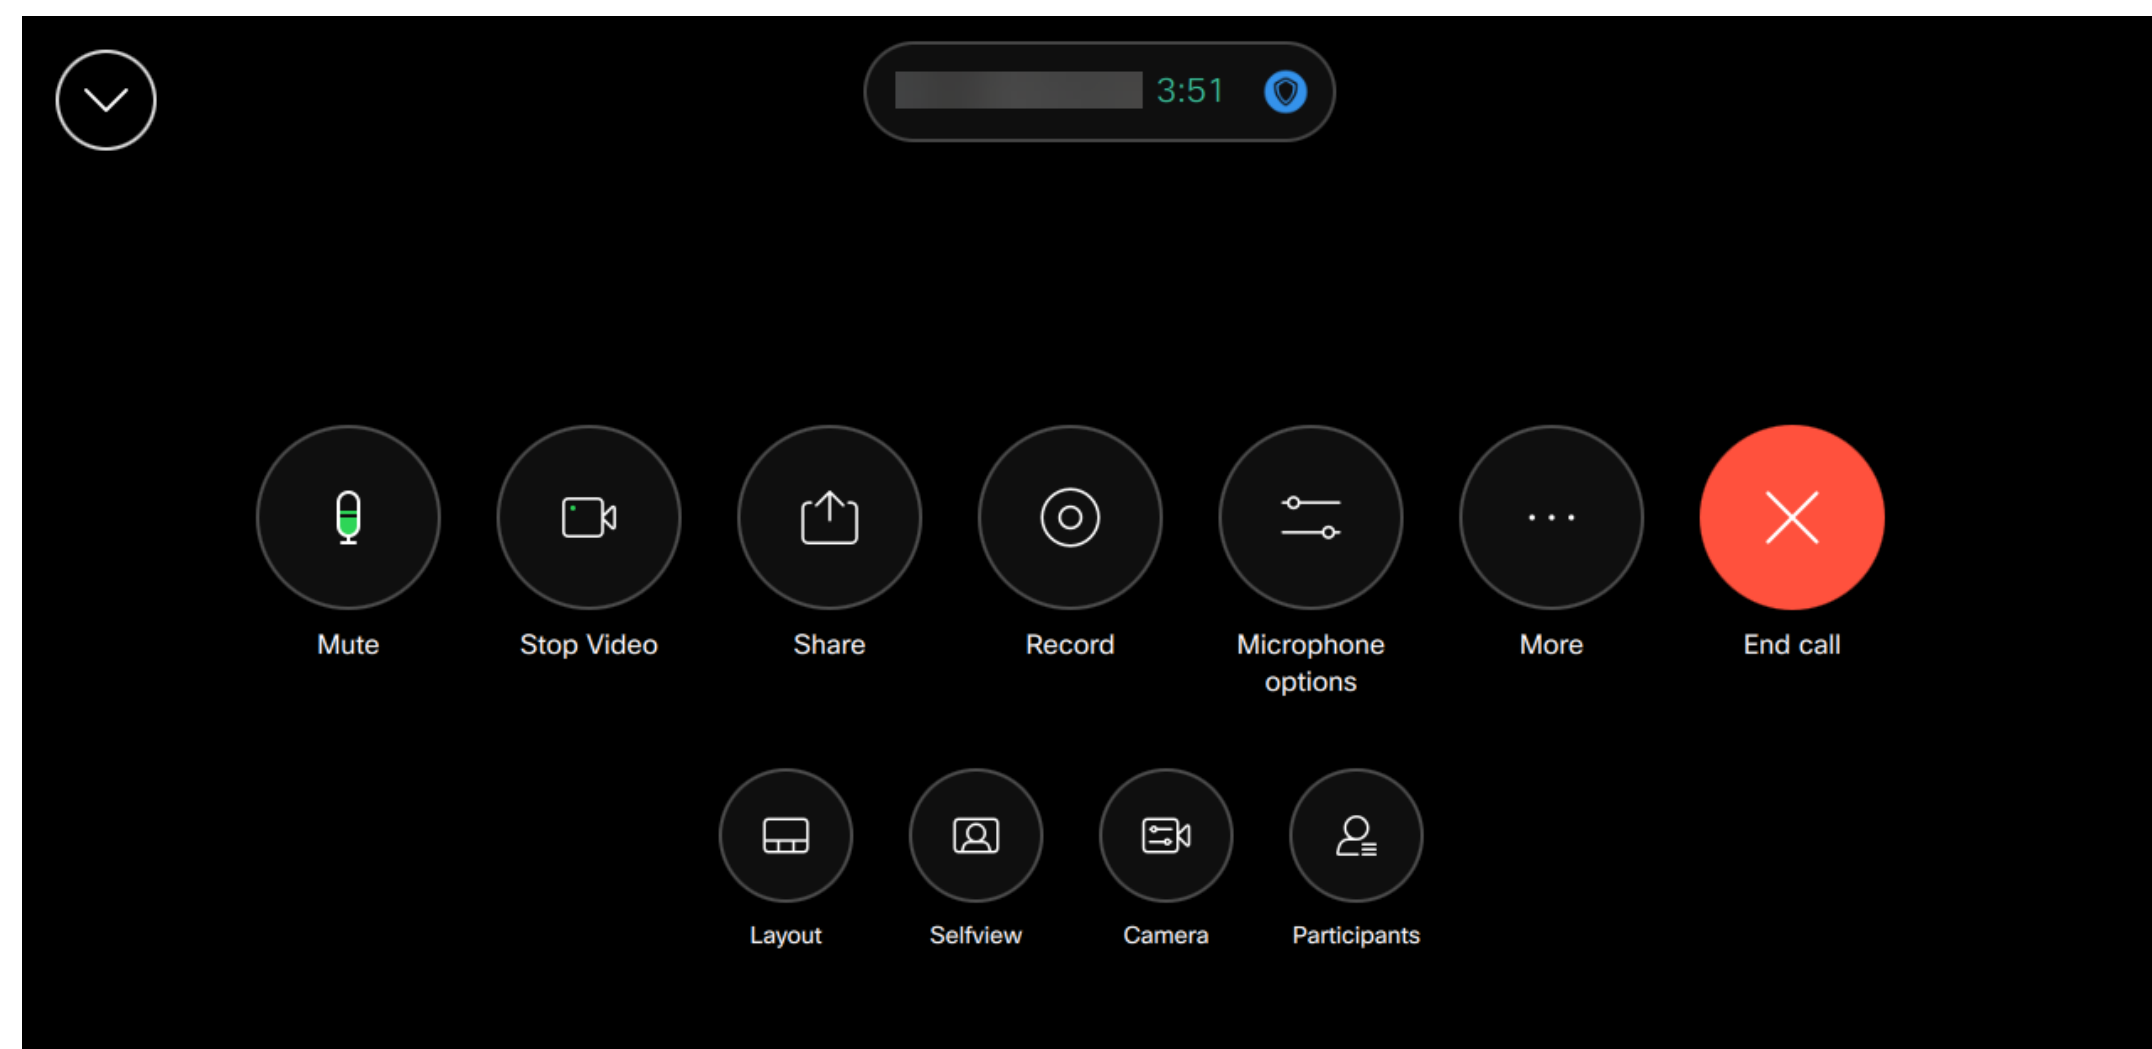 3:51
Mute
Stop Video
Share
Record
Microphone
options
More
End call
Layout
Selfview
Camera
Participants